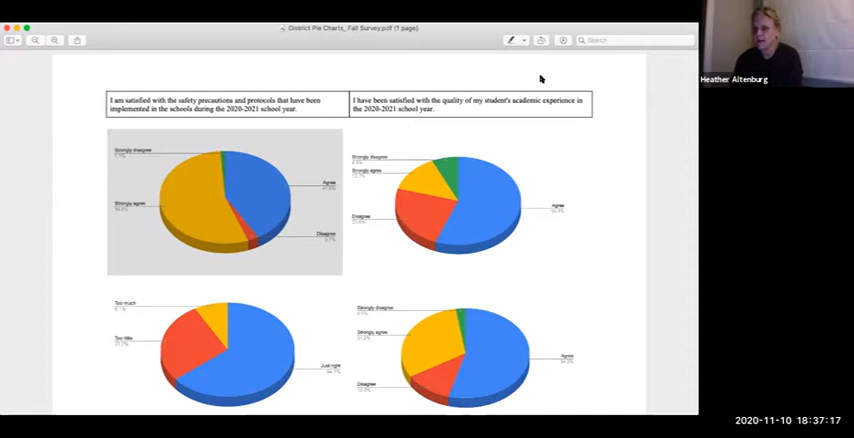 District Pie Charts_ Fall Survey.pdf (1 page)
Search
Heather Altenburg
I am satisfied with the safety precautions and protocols that have been
implemented in the schools during the 2020-2021 school year.
I have been satisfied with the quality of my student's academic experience in
the 2020-2021 school year.
Strongly disagree
Agree
Strongly agree
Disagree
Strongly disagree
Strongly agree
Disagree
Agree
Too much
Too little
Just right
Strongly disagree
Strongly agree
Agree
Disagree
2020-11-10 18:37:17